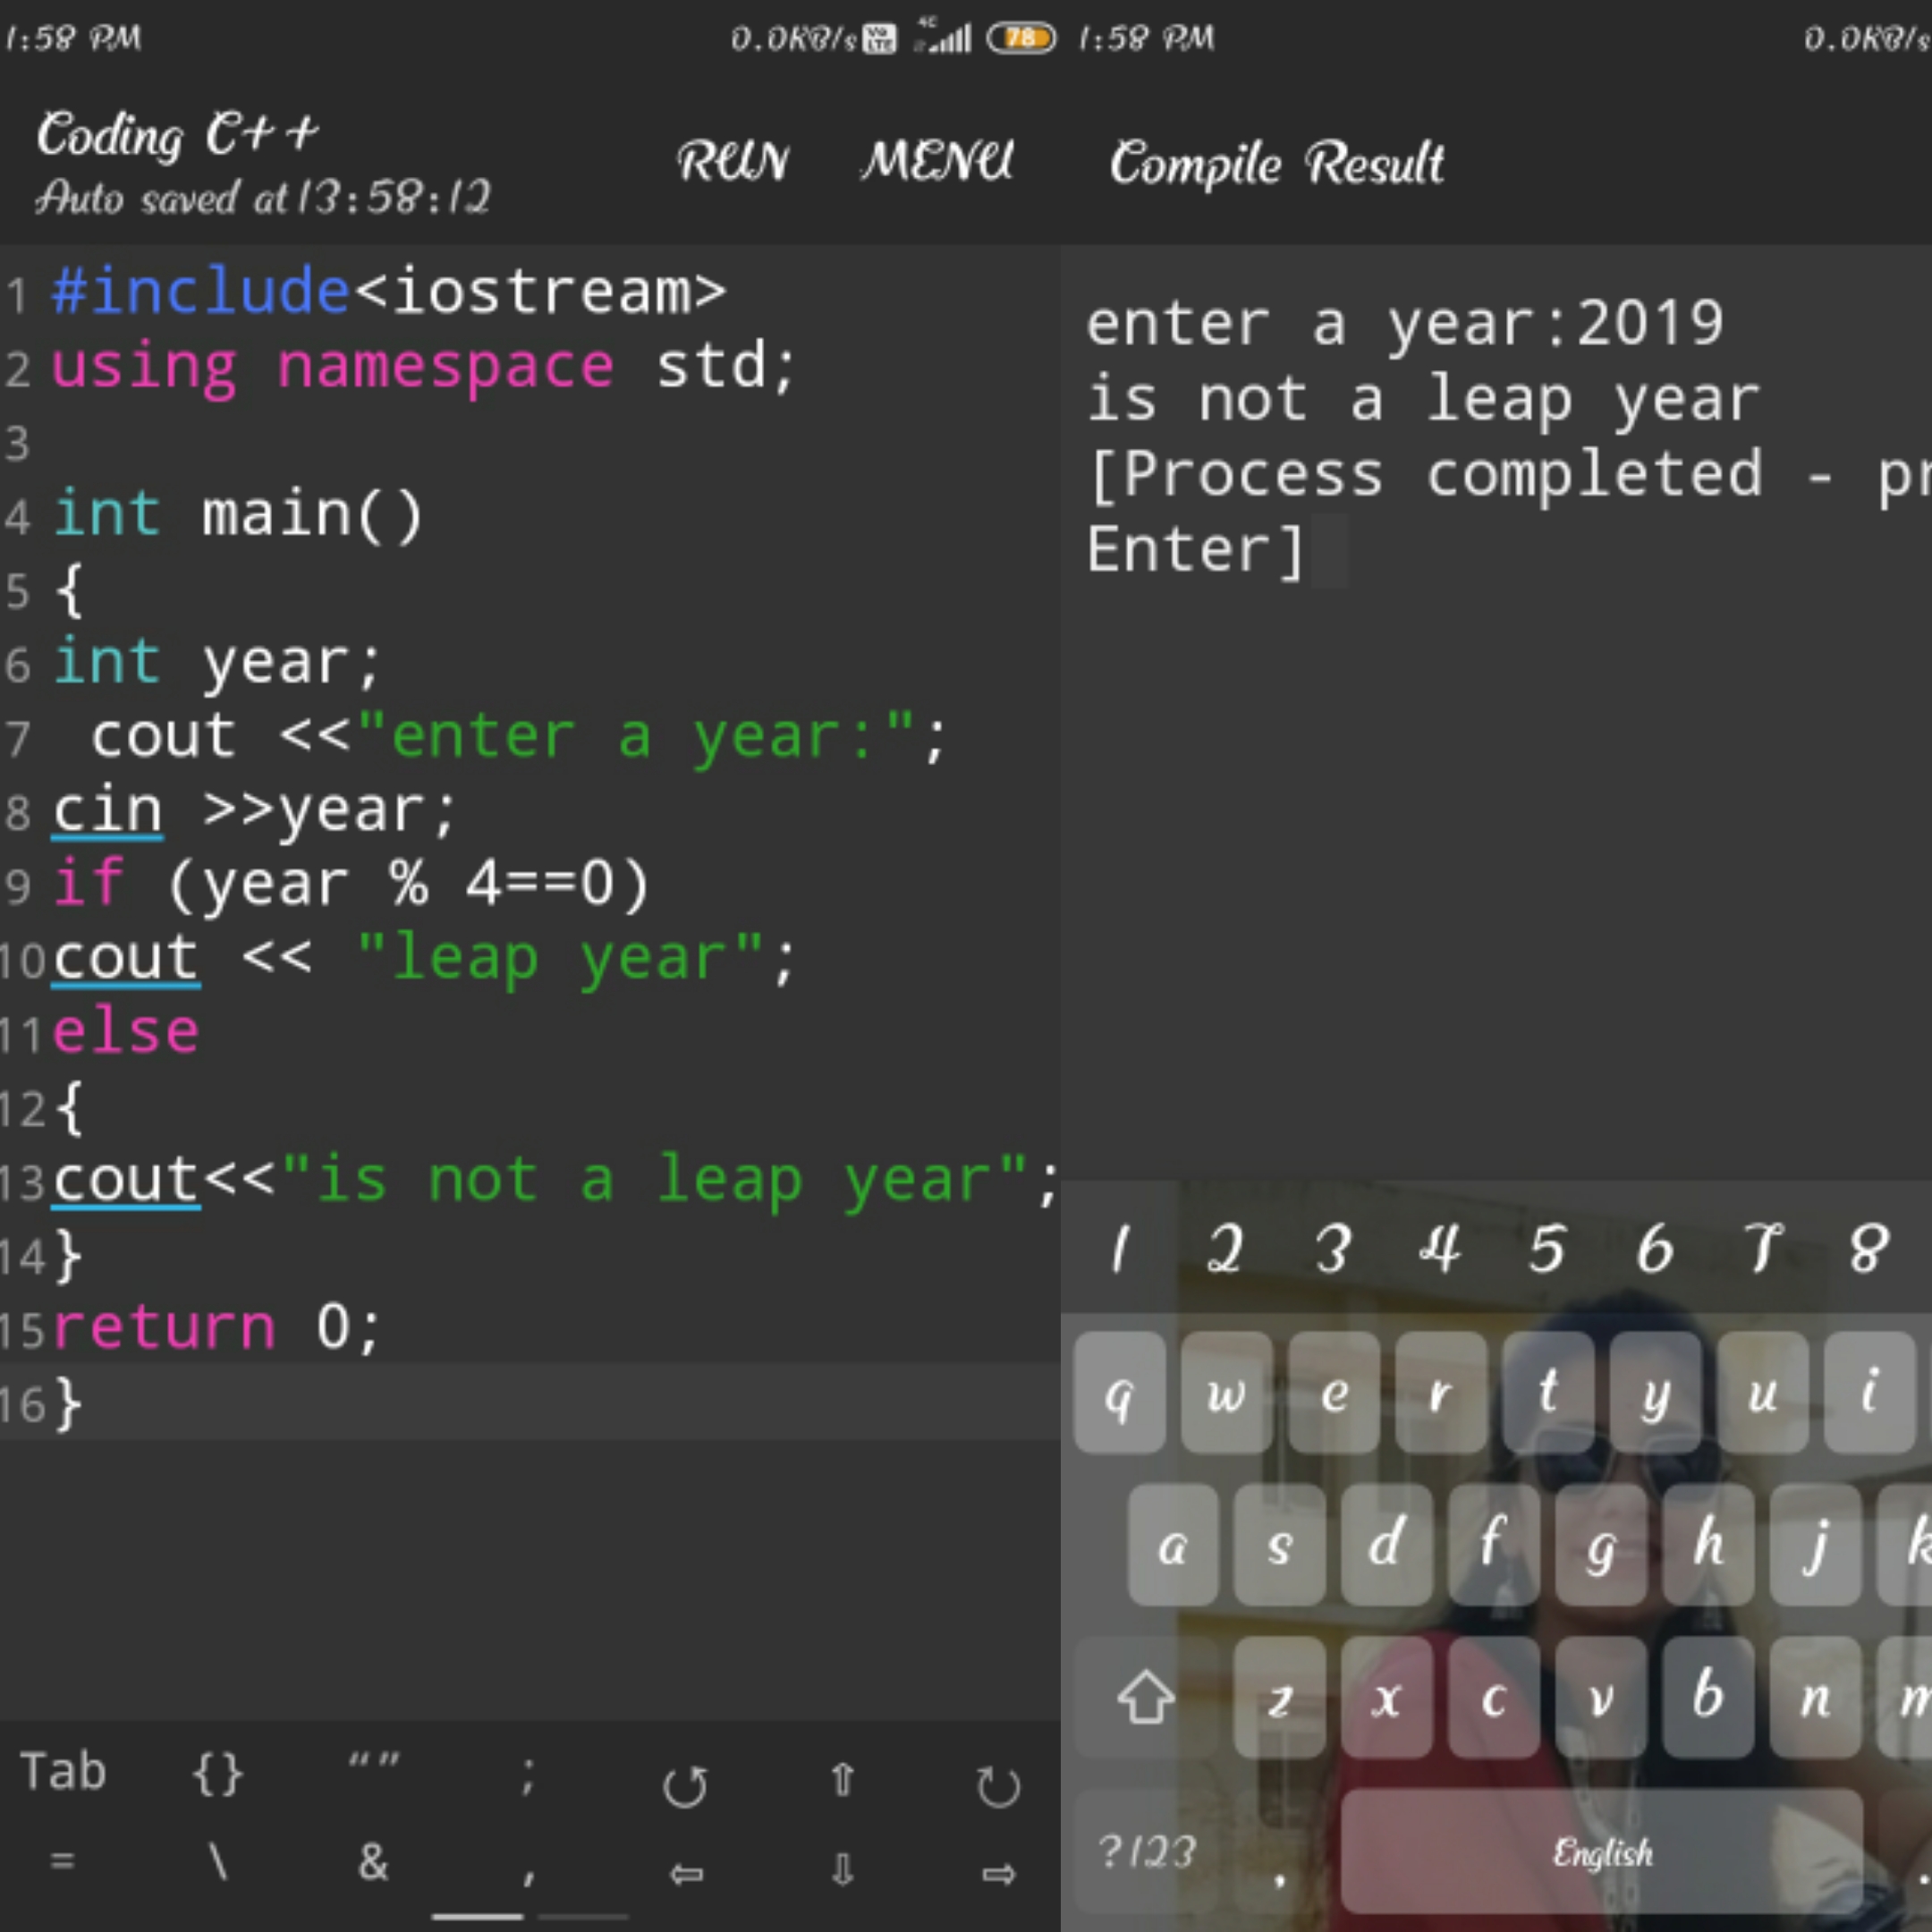 1:58 PM 0.0KB/s Vo LTE 4G 78
Coding C++
Auto saved at 13:58:12
RUN MENU
1 #include<iostream>
2 using namespace std;
3
4 int main()
5 {
6 int year;
7  cout <<"enter a year:";
8 cin >>year;
9 if (year % 4==0)
10 cout << "leap year";
11 else
12 {
13 cout<<"is not a leap year";
14 }
15 return 0;
16 }
Tab {} “” ; ↺ ⇧ ↻
= \ & , ⇦ ⇩ ⇨
1:58 PM 0.0KB/s
Compile Result
enter a year:2019
is not a leap year
[Process completed - pr
Enter]
1 2 3 4 5 6 7 8
q w e r t y u i
a s d f g h j k
z x c v b n m
?123 , English .